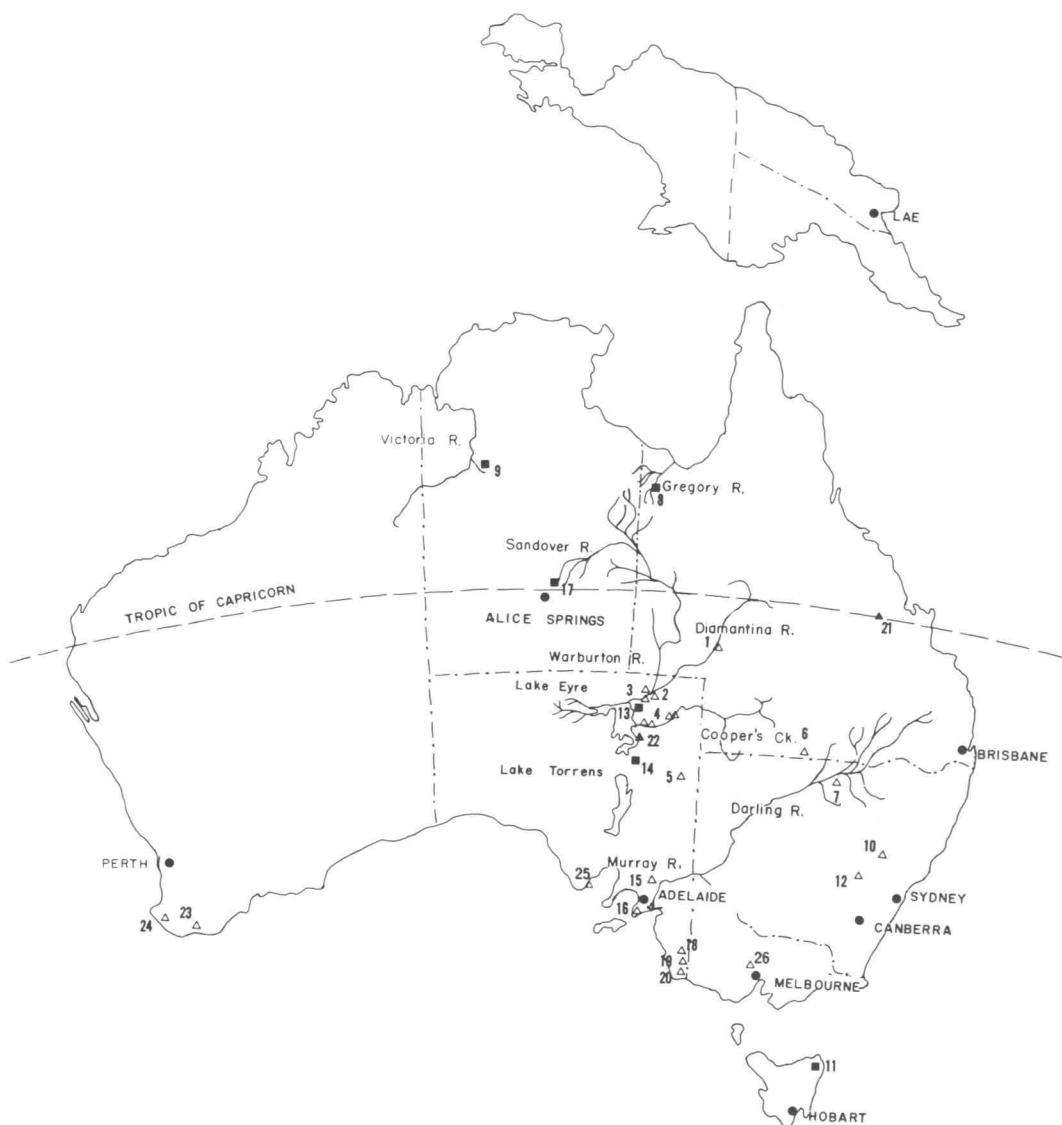 LAE
Victoria R.
9
Gregory R.
8
Sandover R.
17
TROPIC OF CAPRICORN
ALICE SPRINGS
21
Diamantina R.
1
Warburton R.
Lake Eyre
3
2
13
4
Cooper's Ck.
6
22
BRISBANE
Lake Torrens
14
5
7
Darling R.
10
PERTH
Murray R.
25
15
12
ADELAIDE
SYDNEY
16
24
23
CANBERRA
18
19
26
20
MELBOURNE
11
HOBART